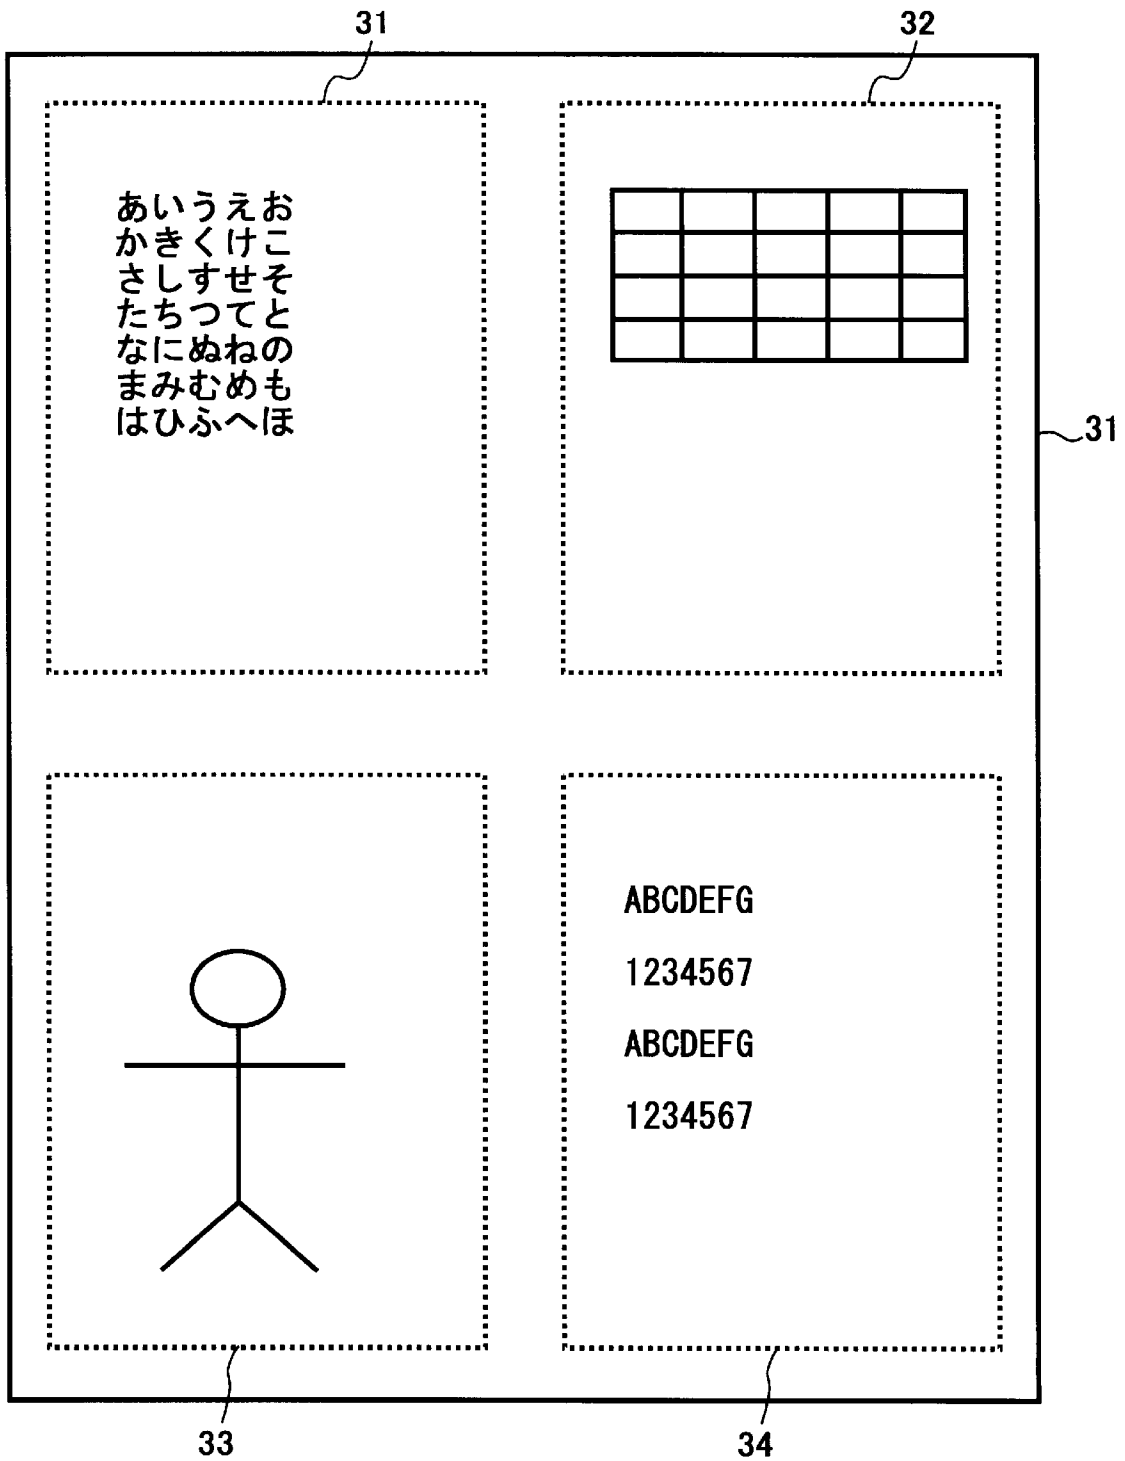 31
32
あいうえお
かきくけこ
さしすせそ
たちつてと
なにぬねの
まみむめも
はひふへほ
31
ABCDEFG
1234567
ABCDEFG
1234567
33
34